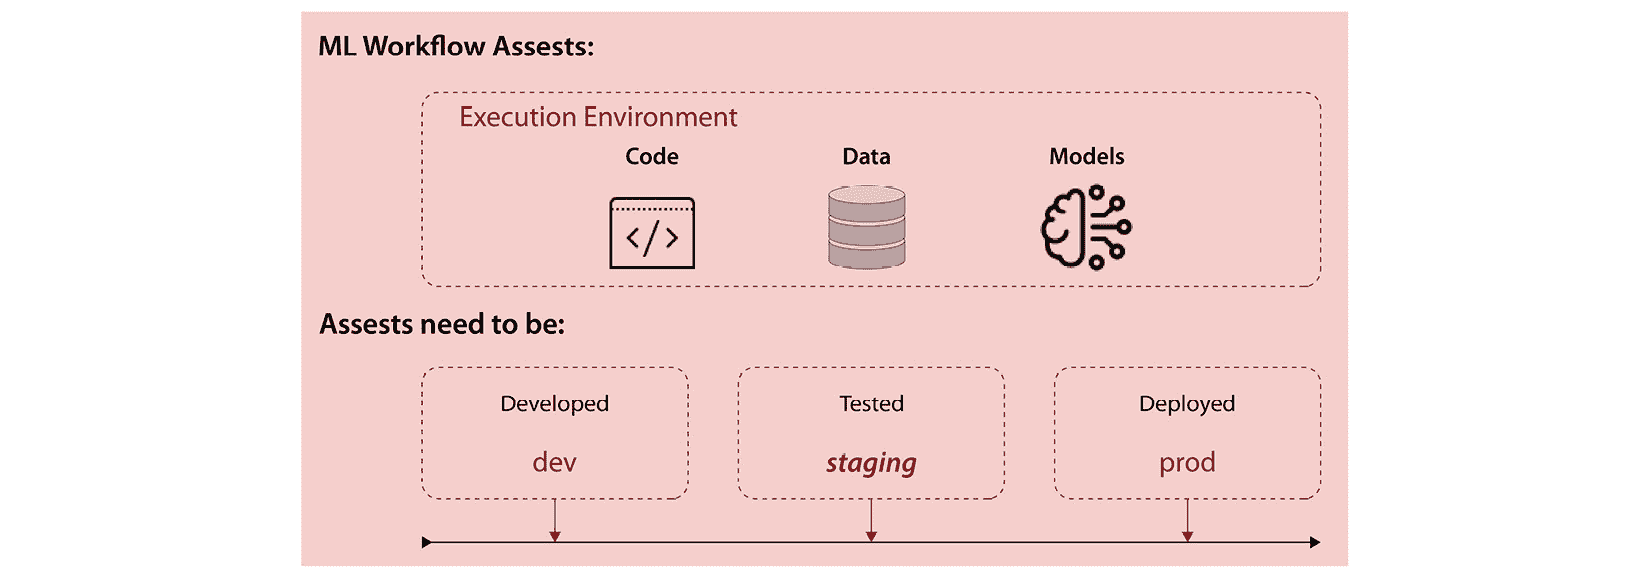 ML Workflow Assests:
Execution Environment
Code Data Models
</>
Assests need to be:
Developed Tested Deployed
dev staging prod